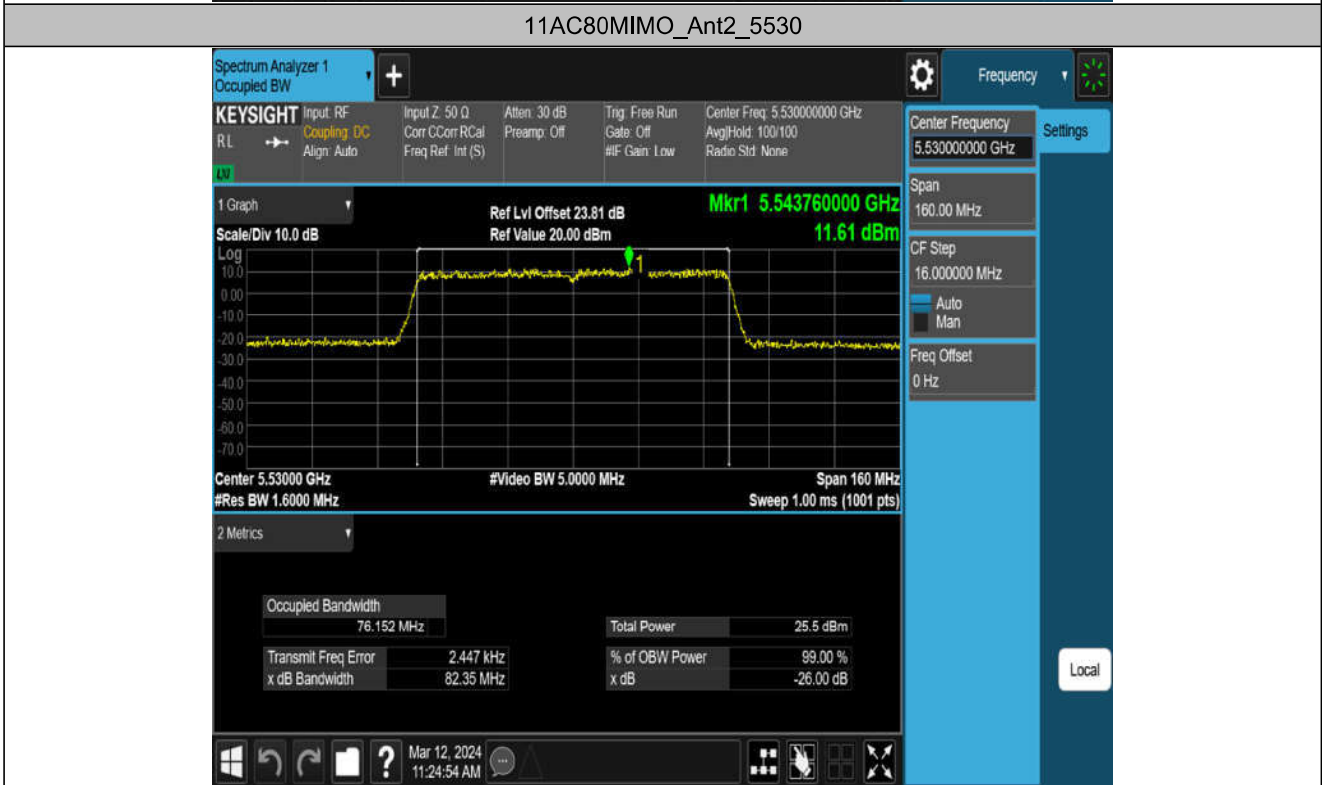 11AC80MIMO_Ant2_5530
Spectrum Analyzer 1
Occupied BW
+
Frequency
KEYSIGHT
RL
LXI
Input: RF
Coupling: DC
Align: Auto
Input Z: 50 Ω
Corr CCorr RCal
Freq Ref: Int (S)
Atten: 30 dB
Preamp: Off
Trig: Free Run
Gate: Off
#IF Gain: Low
Center Freq: 5.530000000 GHz
Avg|Hold: 100/100
Radio Std: None
Center Frequency
5.530000000 GHz
Settings
Span
160.00 MHz
CF Step
16.000000 MHz
Auto
Man
Freq Offset
0 Hz
Local
1 Graph
Scale/Div 10.0 dB
Ref Lvl Offset 23.81 dB
Ref Value 20.00 dBm
Mkr1 5.543760000 GHz
11.61 dBm
Log
10.0
0.00
-10.0
-20.0
-30.0
-40.0
-50.0
-60.0
-70.0
1
Center 5.53000 GHz
#Video BW 5.0000 MHz
Span 160 MHz
#Res BW 1.6000 MHz
Sweep 1.00 ms (1001 pts)
2 Metrics
Occupied Bandwidth
76.152 MHz
Total Power 25.5 dBm
Transmit Freq Error 2.447 kHz
% of OBW Power 99.00 %
x dB Bandwidth 82.35 MHz
x dB -26.00 dB
?
Mar 12, 2024
11:24:54 AM